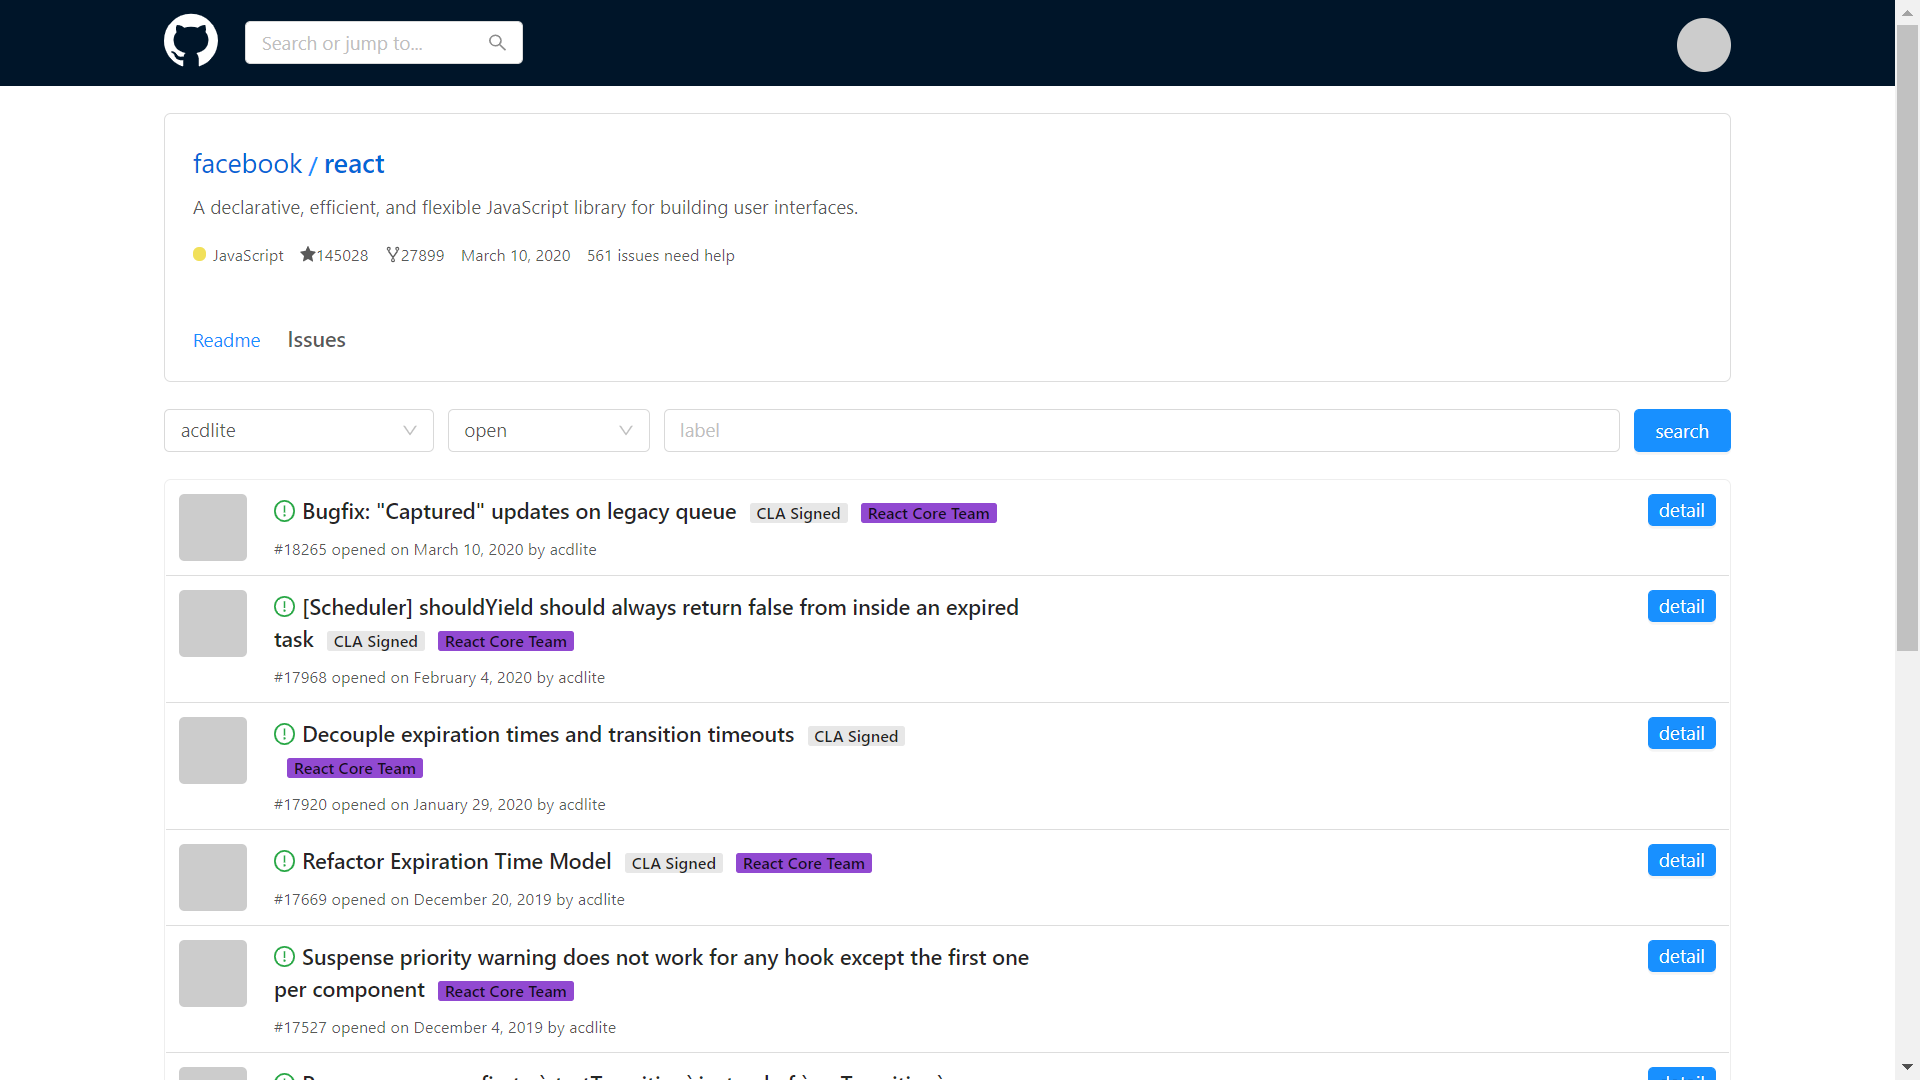 Search or jump to...
facebook / react
A declarative, efficient, and flexible JavaScript library for building user interfaces.
JavaScript 145028 27899 March 10, 2020 561 issues need help
Readme Issues
acdlite open label search
Bugfix: "Captured" updates on legacy queue CLA Signed React Core Team detail
#18265 opened on March 10, 2020 by acdlite
[Scheduler] shouldYield should always return false from inside an expired detail
task CLA Signed React Core Team
#17968 opened on February 4, 2020 by acdlite
Decouple expiration times and transition timeouts CLA Signed detail
React Core Team
#17920 opened on January 29, 2020 by acdlite
Refactor Expiration Time Model CLA Signed React Core Team detail
#17669 opened on December 20, 2019 by acdlite
Suspense priority warning does not work for any hook except the first one detail
per component React Core Team
#17527 opened on December 4, 2019 by acdlite